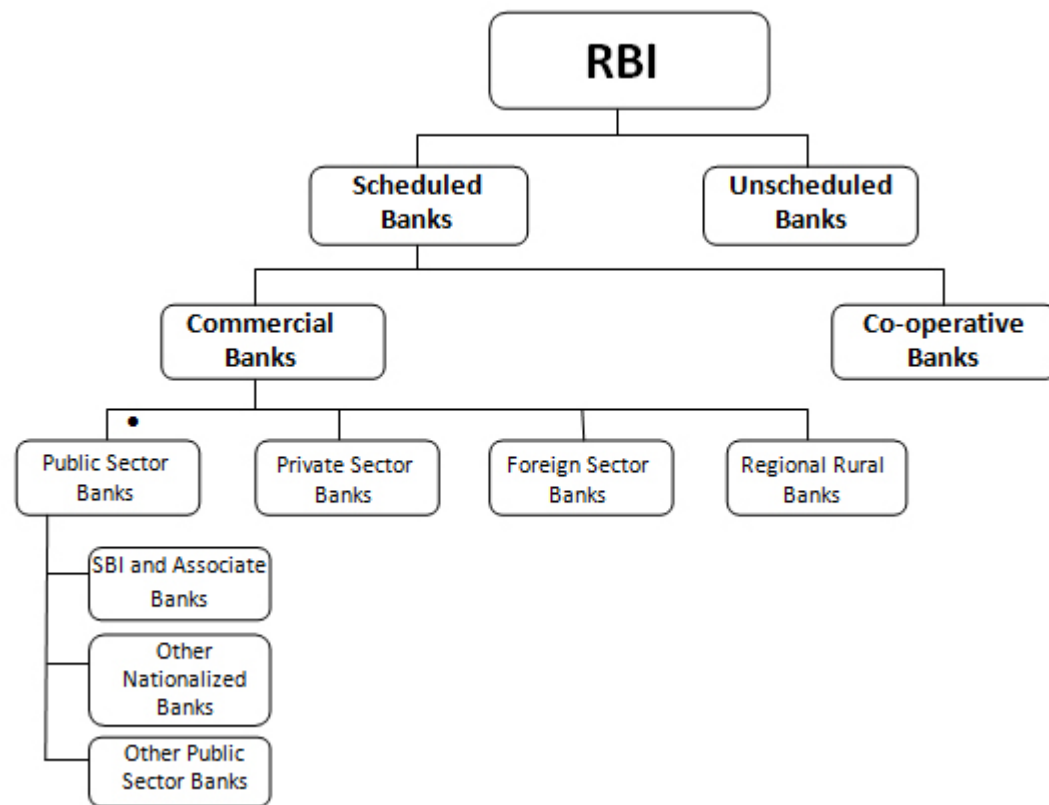 RBI
Scheduled
Banks
Unscheduled
Banks
Commercial
Banks
Co-operative
Banks
Public Sector
Banks
Private Sector
Banks
Foreign Sector
Banks
Regional Rural
Banks
SBI and Associate
Banks
Other
Nationalized
Banks
Other Public
Sector Banks